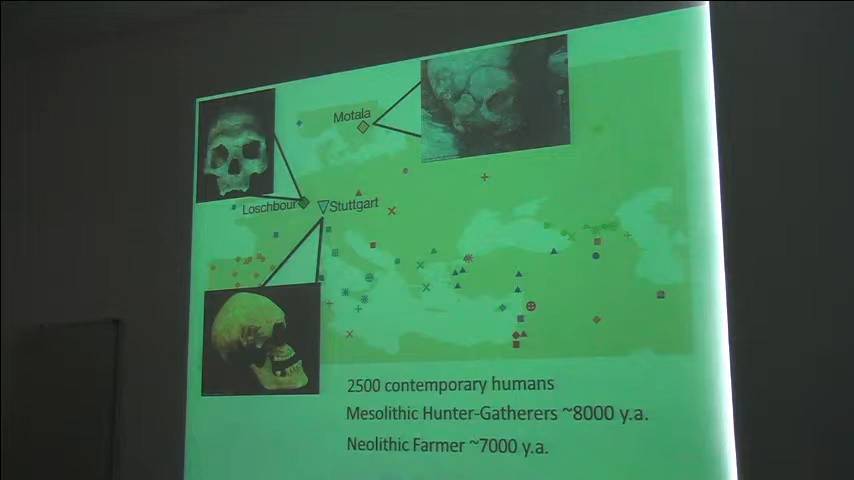 Motala
Loschbour
Stuttgart
2500 contemporary humans
Mesolithic Hunter-Gatherers ~8000 y.a.
Neolithic Farmer ~7000 y.a.